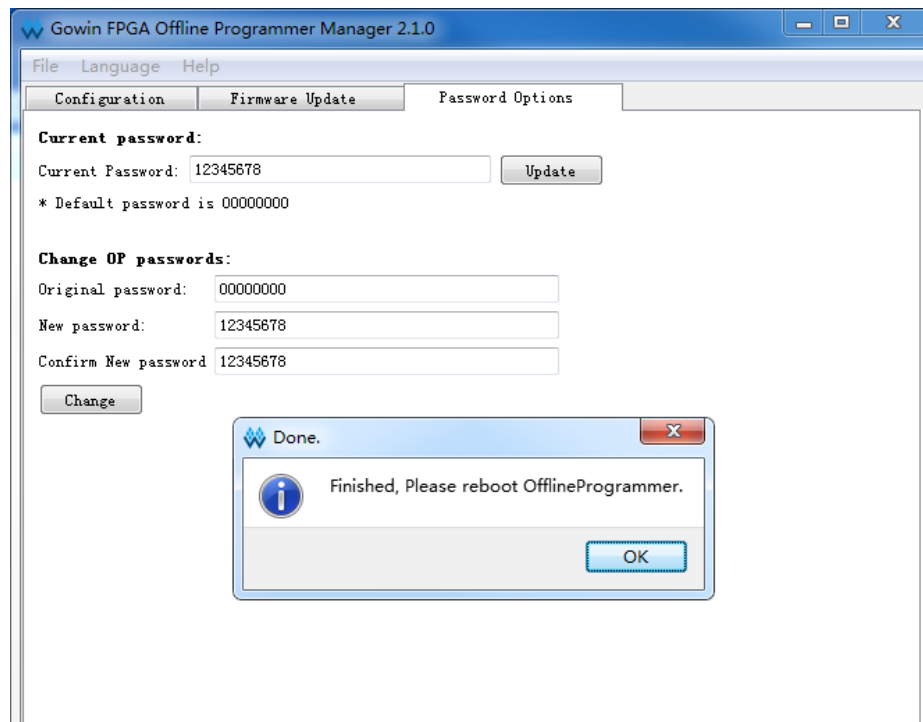 Gowin FPGA Offline Programmer Manager 2.1.0
File Language Help
Configuration Firmware Update Password Options
Current password:
Current Password: 12345678 Update
* Default password is 00000000
Change OP passwords:
Original password: 00000000
New password: 12345678
Confirm New password 12345678
Change
Done.
Finished, Please reboot OfflineProgrammer.
OK